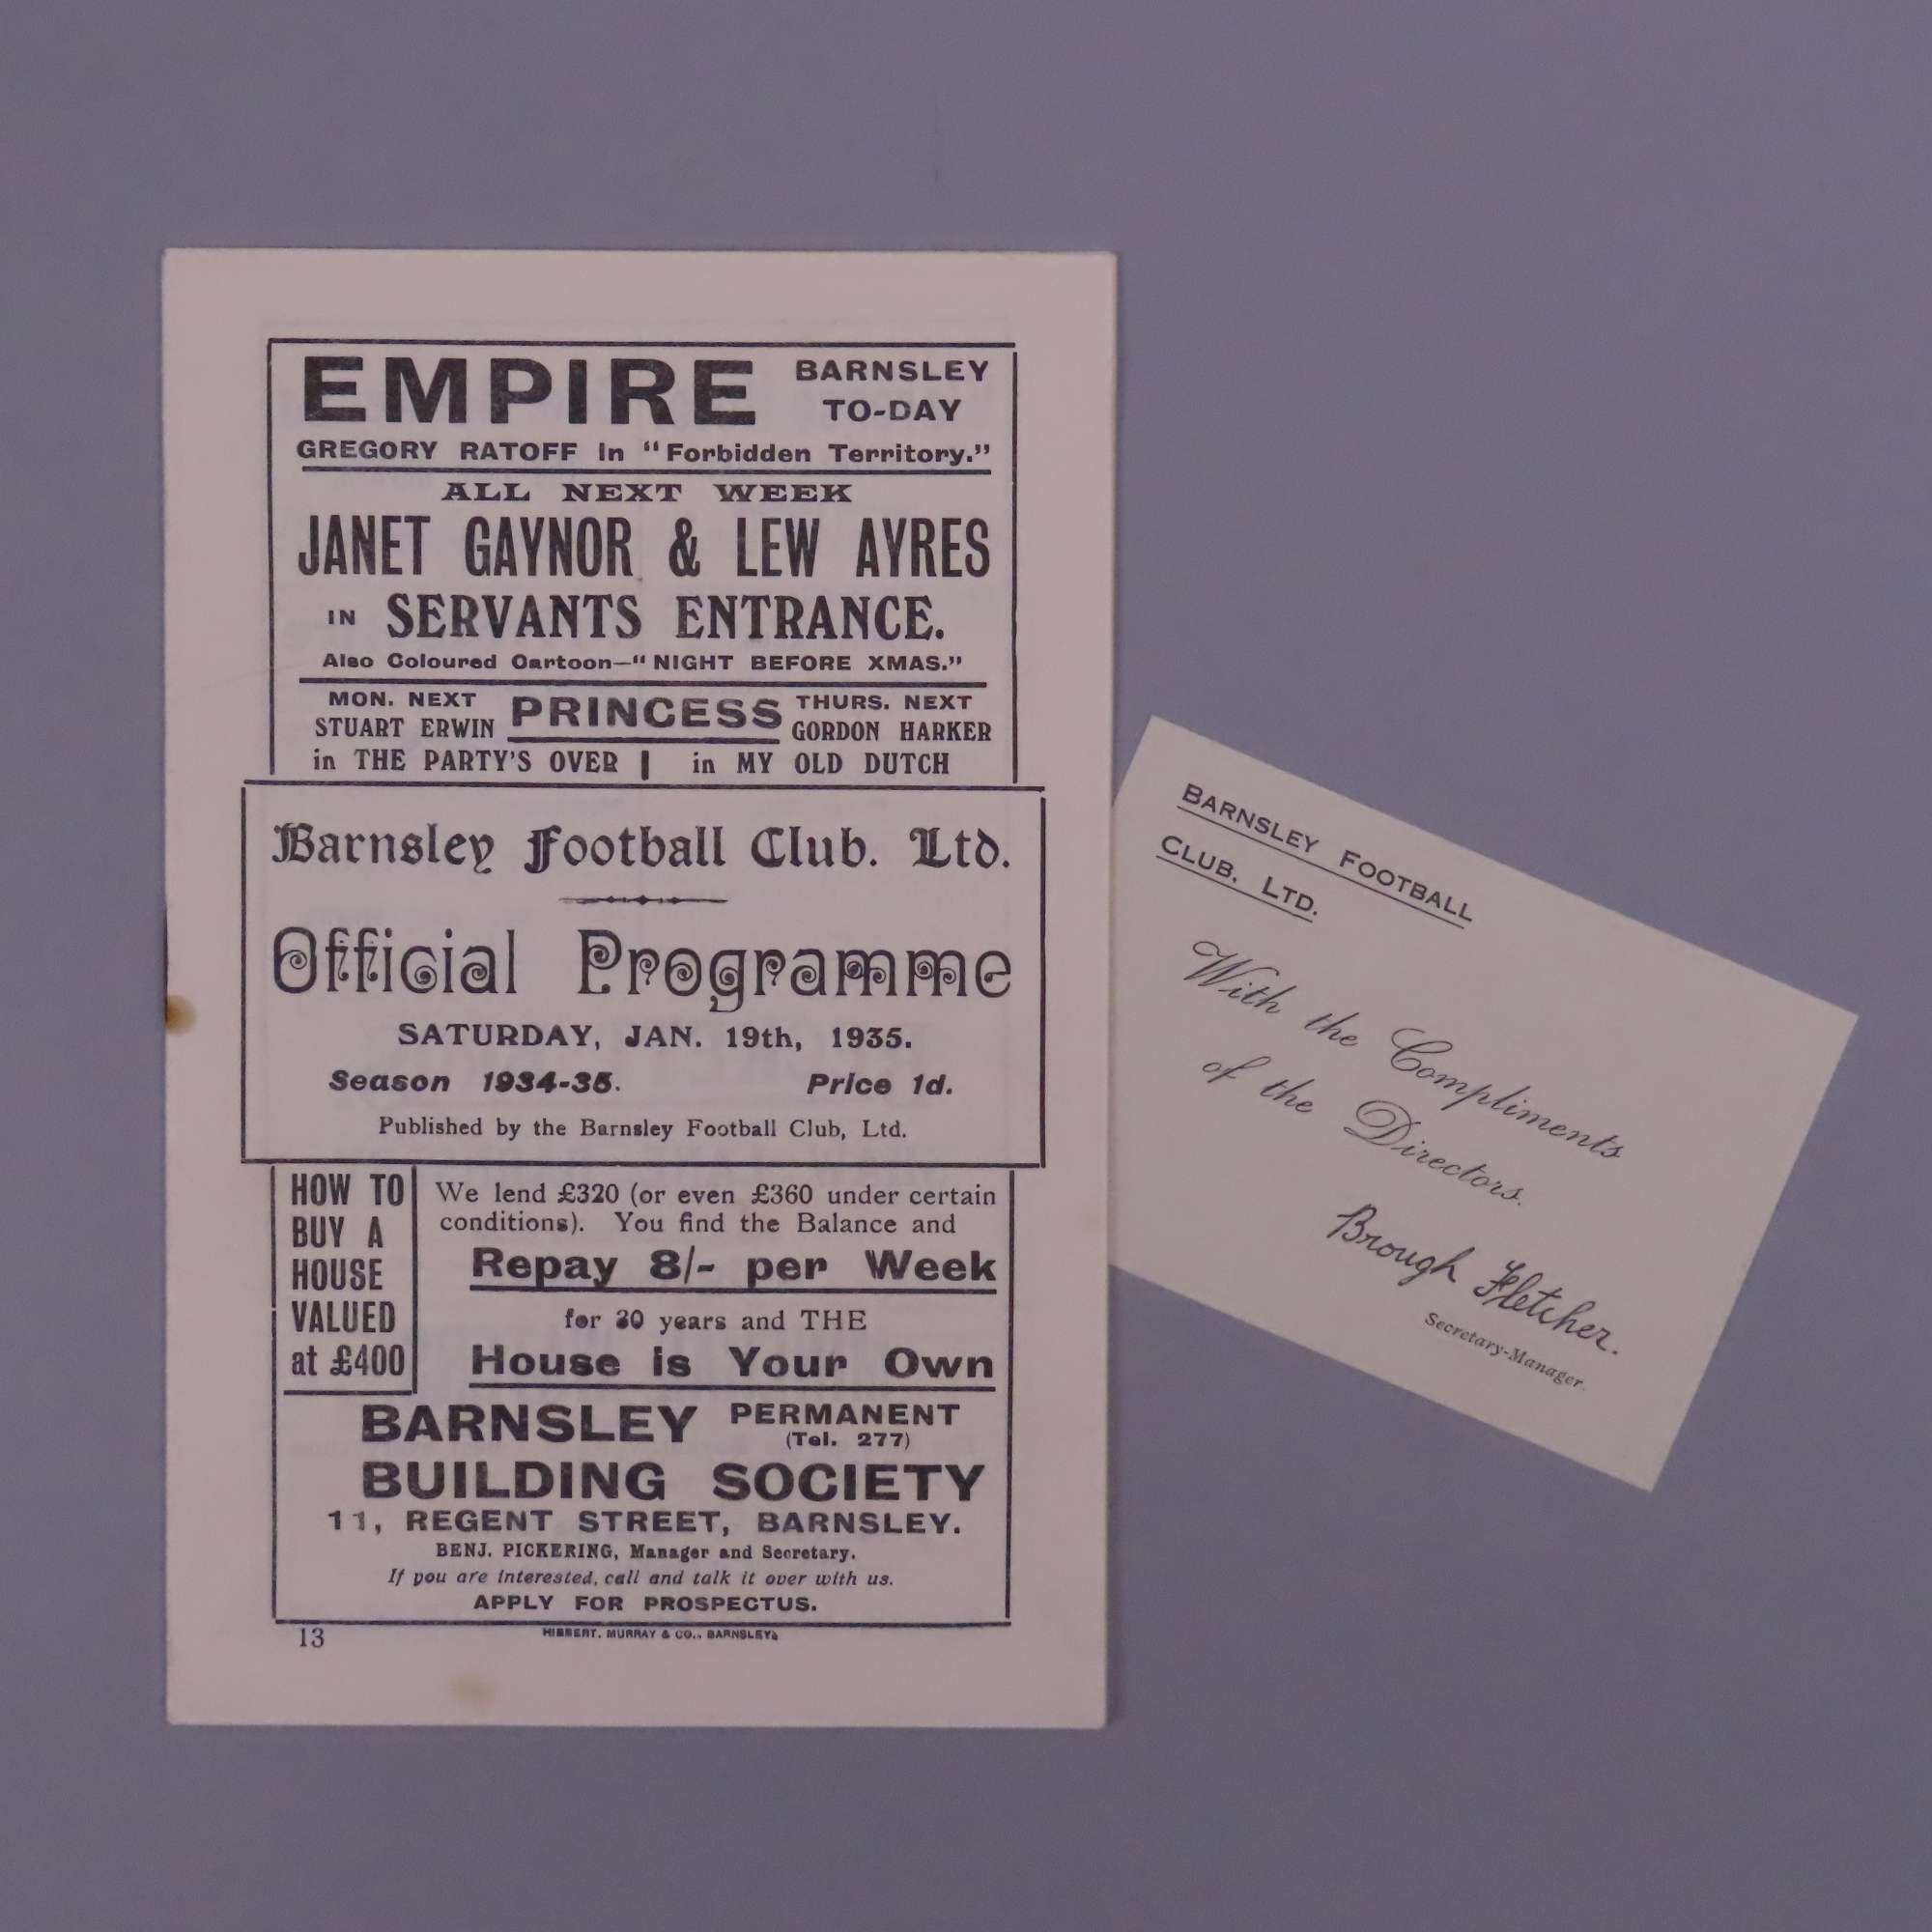 EMPIRE BARNSLEY
TO-DAY
GREGORY RATOFF in "Forbidden Territory."
ALL NEXT WEEK
JANET GAYNOR & LEW AYRES
IN SERVANTS ENTRANCE.
Also Coloured Cartoon—"NIGHT BEFORE XMAS."
MON. NEXT PRINCESS THURS. NEXT
STUART ERWIN GORDON HARKER
in THE PARTY'S OVER | in MY OLD DUTCH
Barnsley Football Club. Ltd.
Official Programme
SATURDAY, JAN. 19th, 1935.
Season 1934-35. Price 1d.
Published by the Barnsley Football Club, Ltd.
HOW TO
BUY A
HOUSE
VALUED
at £400
We lend £320 (or even £360 under certain
conditions). You find the Balance and
Repay 8/- per Week
for 20 years and THE
House is Your Own
BARNSLEY PERMANENT
(Tel. 277)
BUILDING SOCIETY
11, REGENT STREET, BARNSLEY.
BENJ. PICKERING, Manager and Secretary.
If you are interested, call and talk it over with us.
APPLY FOR PROSPECTUS.
13 HIBBERT, MURRAY & CO., BARNSLEY.
BARNSLEY FOOTBALL
CLUB, LTD.
With the Compliments
of the Directors.
Brough Fletcher.
Secretary-Manager.